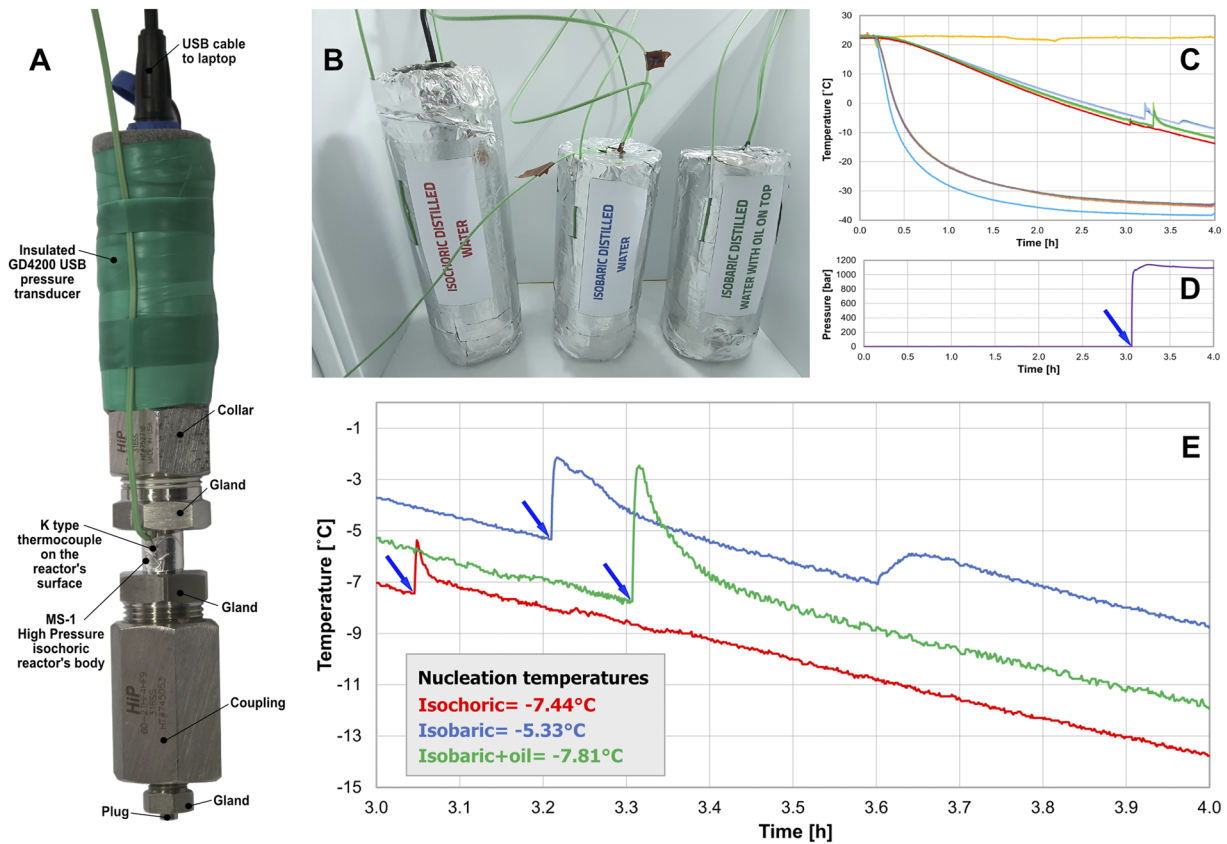 A
USB cable
to laptop
Insulated
GD4200 USB
pressure
transducer
Collar
HiP
316SS
Gland
K type
thermocouple
on the
reactor's
surface
Gland
MS-1
High Pressure
isochoric
reactor's body
HiP
316SS
HT#745063
Coupling
Gland
Plug
B
ISOCHORIC DISTILLED
WATER
ISOBARIC DISTILLED
WATER
ISOBARIC DISTILLED
WATER WITH OIL ON TOP
C
Temperature [°C]
30
20
10
0
-10
-20
-30
-40
0.0 0.5 1.0 1.5 2.0 2.5 3.0 3.5 4.0
Time [h]
D
Pressure [bar]
1200
1000
800
600
400
200
0
0.0 0.5 1.0 1.5 2.0 2.5 3.0 3.5 4.0
Time [h]
E
Temperature [°C]
-1
-3
-5
-7
-9
-11
-13
-15
Nucleation temperatures
Isochoric= -7.44°C
Isobaric= -5.33°C
Isobaric+oil= -7.81°C
3.0 3.1 3.2 3.3 3.4 3.5 3.6 3.7 3.8 3.9 4.0
Time [h]